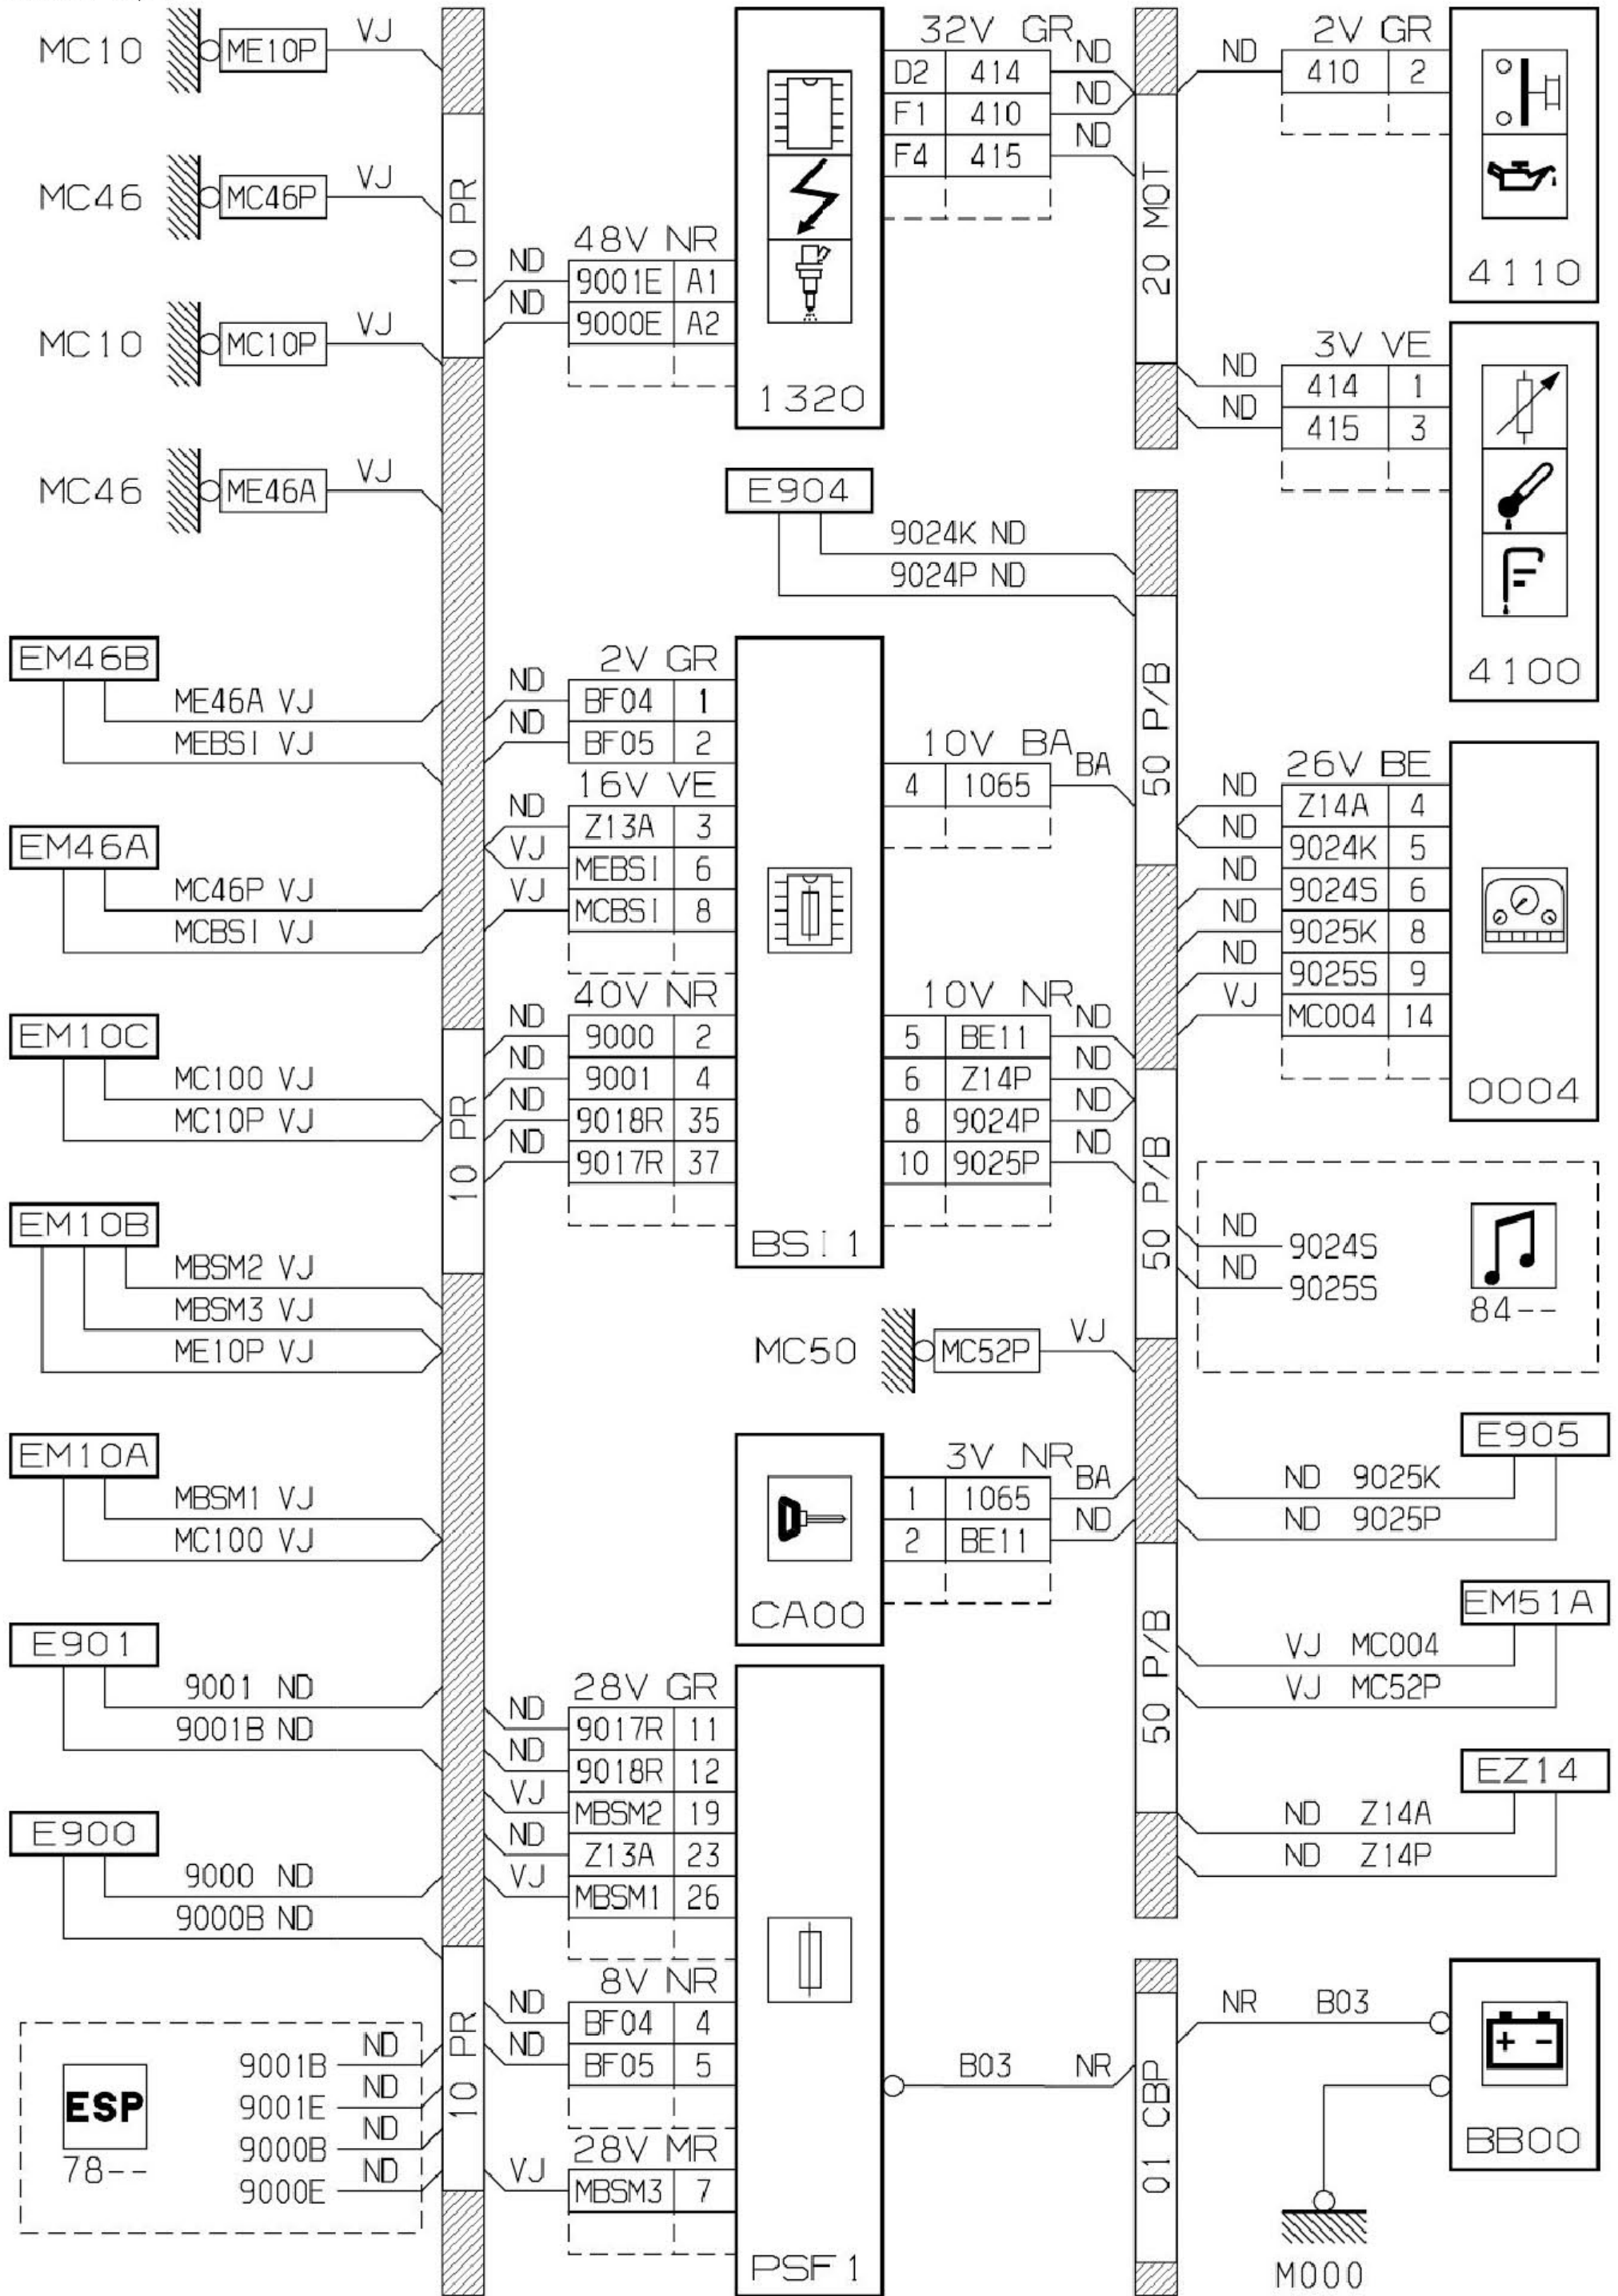 MC10 ME10P VJ
MC46 MC46P VJ
MC10 MC10P VJ
MC46 ME46A VJ
10 PR
EM46B
ME46A VJ
MEBSI VJ
EM46A
MC46P VJ
MCBSI VJ
EM10C
MC100 VJ
MC10P VJ
10 PR
EM10B
MBSM2 VJ
MBSM3 VJ
ME10P VJ
EM10A
MBSM1 VJ
MC100 VJ
E901
9001 ND
9001B ND
E900
9000 ND
9000B ND
10 PR
ESP
78--
9001B ND
9001E ND
9000B ND
9000E ND
48V NR
ND 9001E A1
ND 9000E A2
1320
32V GR
D2 414 ND
F1 410 ND
F4 415 ND
E904
9024K ND
9024P ND
2V GR
ND BF04 1
ND BF05 2
16V VE
ND Z13A 3
VJ MEBSI 6
VJ MCBSI 8
40V NR
ND 9000 2
ND 9001 4
ND 9018R 35
ND 9017R 37
BSI1
10V BA
4 1065 BA
10V NR
5 BE11 ND
6 Z14P ND
8 9024P ND
10 9025P ND
MC50 MC52P VJ
3V NR
1 1065 BA
2 BE11 ND
CA00
28V GR
ND 9017R 11
ND 9018R 12
VJ MBSM2 19
ND Z13A 23
VJ MBSM1 26
8V NR
ND BF04 4
ND BF05 5
28V MR
VJ MBSM3 7
PSF1
B03 NR
20 MOT
50 P/B
50 P/B
50 P/B
01 CBP
2V GR
ND 410 2
4110
3V VE
ND 414 1
ND 415 3
4100
26V BE
ND Z14A 4
ND 9024K 5
ND 9024S 6
ND 9025K 8
ND 9025S 9
VJ MC004 14
0004
ND 9024S
ND 9025S
84--
E905
ND 9025K
ND 9025P
EM51A
VJ MC004
VJ MC52P
EZ14
ND Z14A
ND Z14P
NR B03
+ -
BB00
M000